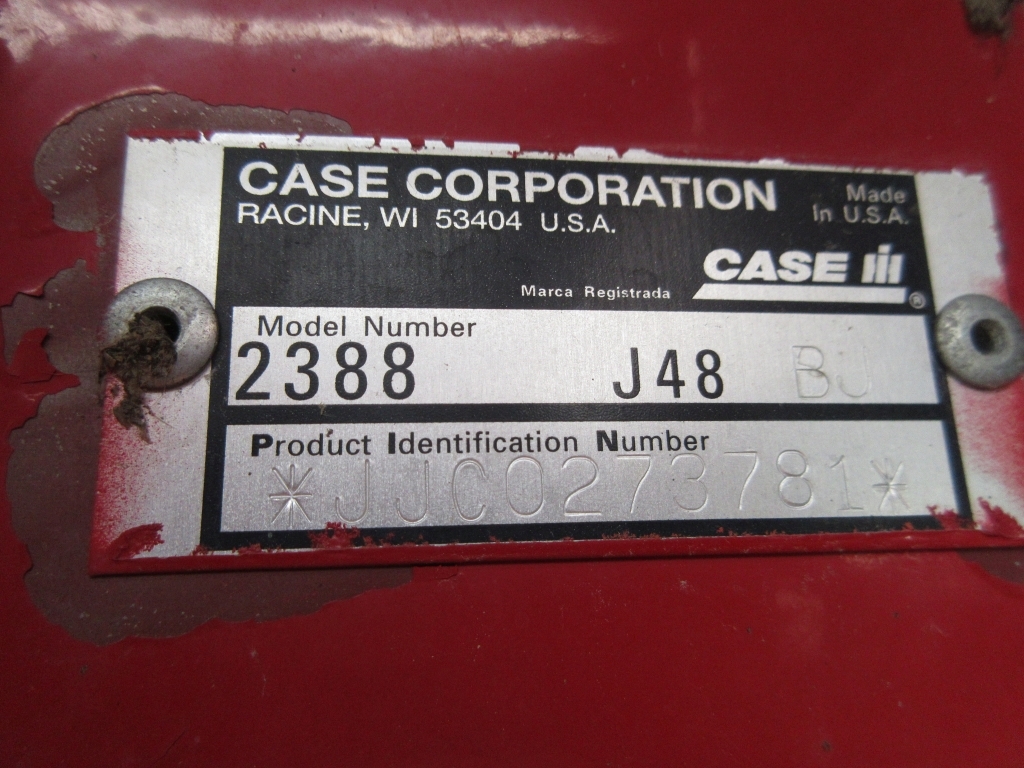 CASE CORPORATION
Made
In U.S.A.
RACINE, WI 53404 U.S.A.
CASE IH
Marca Registrada ®
Model Number
2388 J48 BJ
Product Identification Number
*JJC0273781*